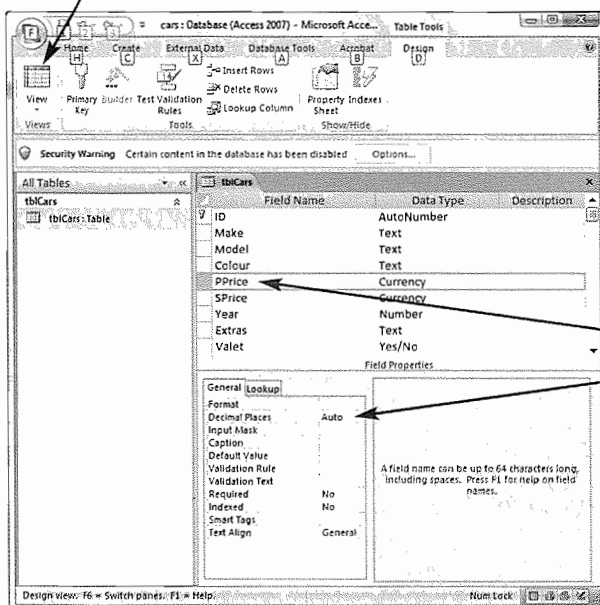 cars : Database (Access 2007) - Microsoft Acce... Table Tools
F 1 2 3
Home Create External Data Database Tools Acrobat Design
H C X A B D
View Primary Key Builder Test Validation Rules
Insert Rows
Delete Rows
Lookup Column
Property Sheet Indexes
Views Tools Show/Hide
Security Warning Certain content in the database has been disabled Options...
All Tables
tblCars
tblCars : Table
tblCars
Field Name Data Type Description
ID AutoNumber
Make Text
Model Text
Colour Text
PPrice Currency
SPrice Currency
Year Number
Extras Text
Valet Yes/No
Field Properties
General Lookup
Format
Decimal Places Auto
Input Mask
Caption
Default Value
Validation Rule
Validation Text
Required No
Indexed No
Smart Tags
Text Align General
A field name can be up to 64 characters long,
including spaces. Press F1 for help on field
names.
Design view. F6 = Switch panes. F1 = Help. Num Lock